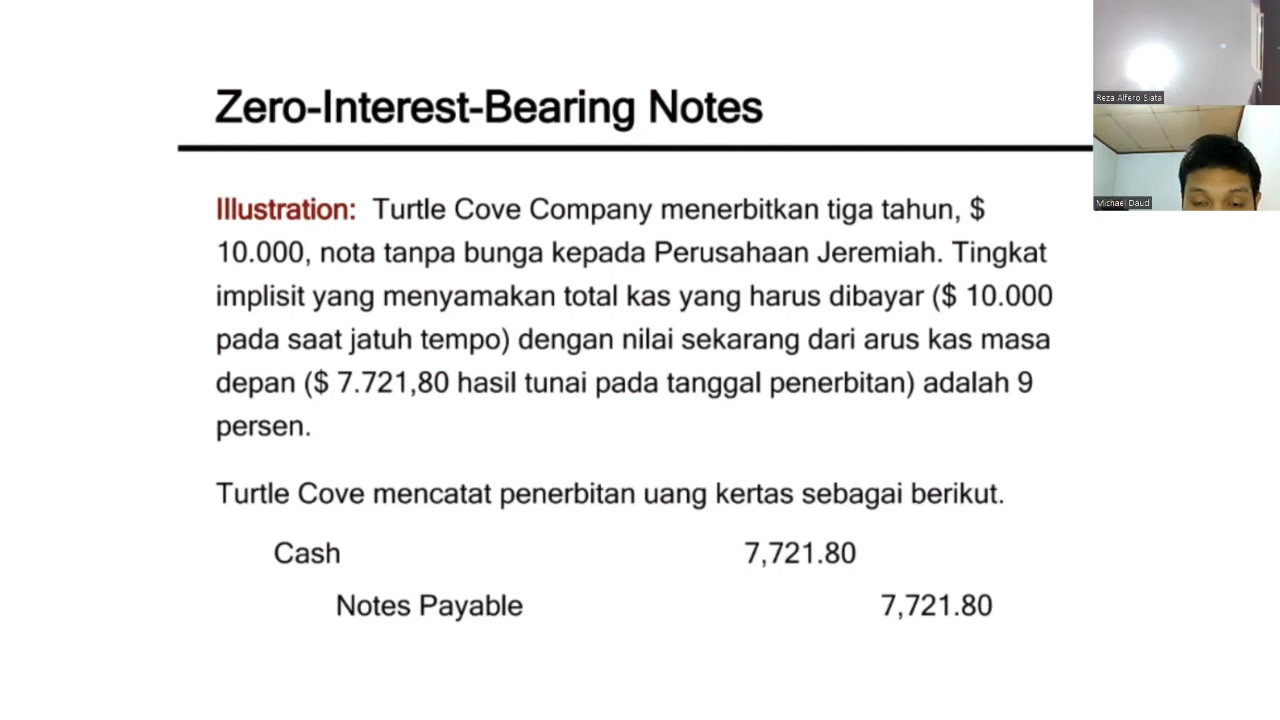 Zero-Interest-Bearing Notes
Illustration: Turtle Cove Company menerbitkan tiga tahun, $
10.000, nota tanpa bunga kepada Perusahaan Jeremiah. Tingkat
implisit yang menyamakan total kas yang harus dibayar ($ 10.000
pada saat jatuh tempo) dengan nilai sekarang dari arus kas masa
depan ($ 7.721,80 hasil tunai pada tanggal penerbitan) adalah 9
persen.
Turtle Cove mencatat penerbitan uang kertas sebagai berikut.
Cash 7,721.80
Notes Payable 7,721.80
Reza Alfero Siata
Michael Daud